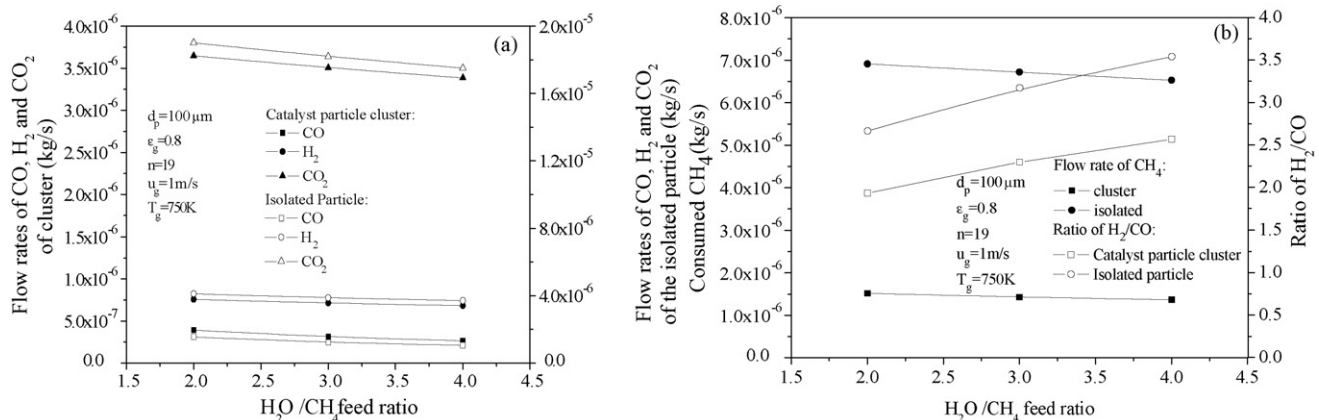 (a)
Flow rates of CO, H₂ and CO₂
of cluster (kg/s)
4.0x10⁻⁶
3.5x10⁻⁶
3.0x10⁻⁶
2.5x10⁻⁶
2.0x10⁻⁶
1.5x10⁻⁶
1.0x10⁻⁶
5.0x10⁻⁷
0.0
2.0x10⁻⁵
1.6x10⁻⁵
1.2x10⁻⁵
8.0x10⁻⁶
4.0x10⁻⁶
0.0
dₚ=100 μm
ε_g=0.8
n=19
u_g=1m/s
T_g=750K
Catalyst particle cluster:
CO
H₂
CO₂
Isolated Particle:
CO
H₂
CO₂
1.5 2.0 2.5 3.0 3.5 4.0 4.5
H₂O /CH₄ feed ratio
Flow rates of CO, H₂ and CO₂
of the isolated particle (kg/s)
(b)
Consumed CH₄ (kg/s)
8.0x10⁻⁶
7.0x10⁻⁶
6.0x10⁻⁶
5.0x10⁻⁶
4.0x10⁻⁶
3.0x10⁻⁶
2.0x10⁻⁶
1.0x10⁻⁶
0.0
4.0
3.5
3.0
2.5
2.0
1.5
1.0
0.5
0.0
Ratio of H₂/CO
dₚ=100 μm
ε_g=0.8
n=19
u_g=1m/s
T_g=750K
Flow rate of CH₄:
cluster
isolated
Ratio of H₂/CO:
Catalyst particle cluster
Isolated particle
1.5 2.0 2.5 3.0 3.5 4.0 4.5
H₂O /CH₄ feed ratio